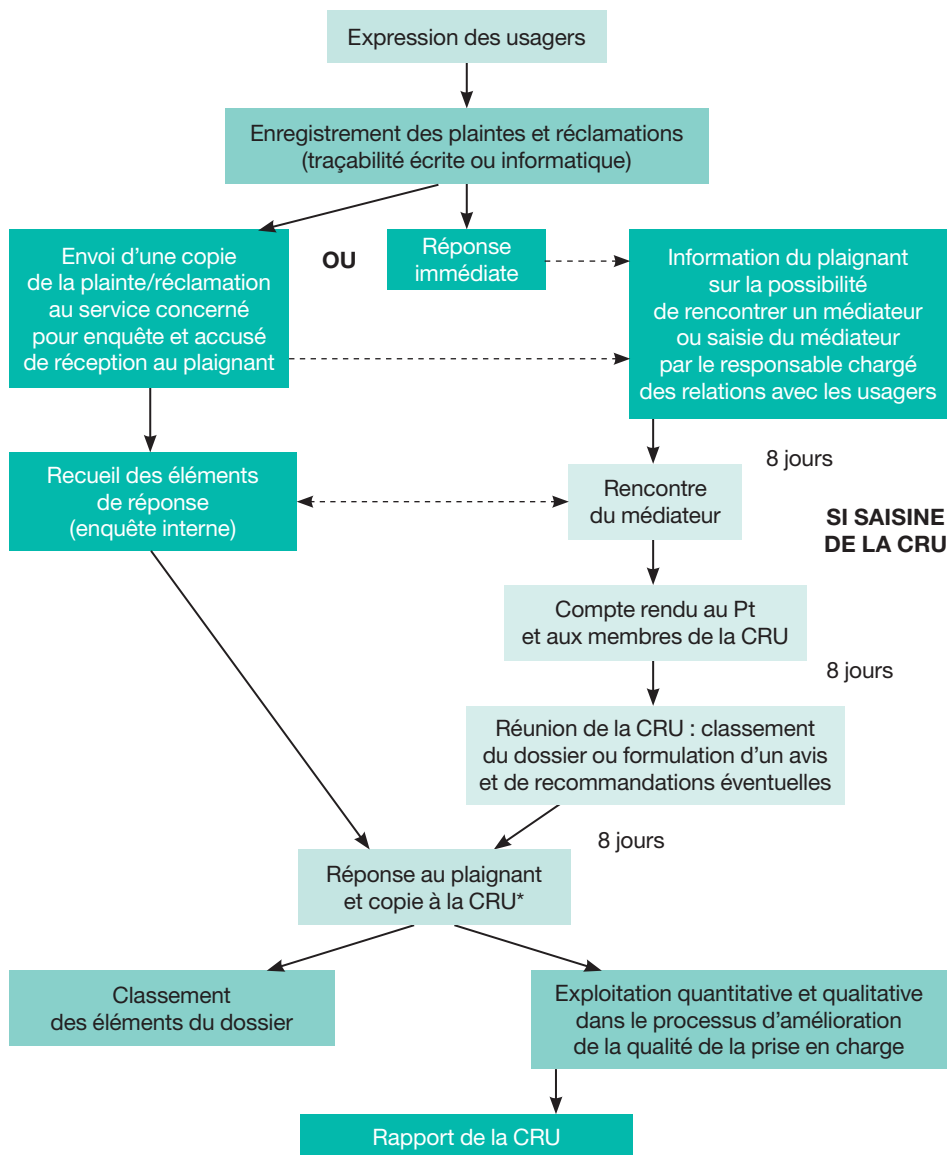 Expression des usagers
Enregistrement des plaintes et réclamations
(traçabilité écrite ou informatique)
Envoi d'une copie
de la plainte/réclamation
au service concerné
pour enquête et accusé
de réception au plaignant
OU
Réponse
immédiate
Information du plaignant
sur la possibilité
de rencontrer un médiateur
ou saisie du médiateur
par le responsable chargé
des relations avec les usagers
8 jours
Recueil des éléments
de réponse
(enquête interne)
Rencontre
du médiateur
SI SAISINE
DE LA CRU
Compte rendu au Pt
et aux membres de la CRU
8 jours
Réunion de la CRU : classement
du dossier ou formulation d'un avis
et de recommandations éventuelles
8 jours
Réponse au plaignant
et copie à la CRU*
Classement
des éléments du dossier
Exploitation quantitative et qualitative
dans le processus d'amélioration
de la qualité de la prise en charge
Rapport de la CRU